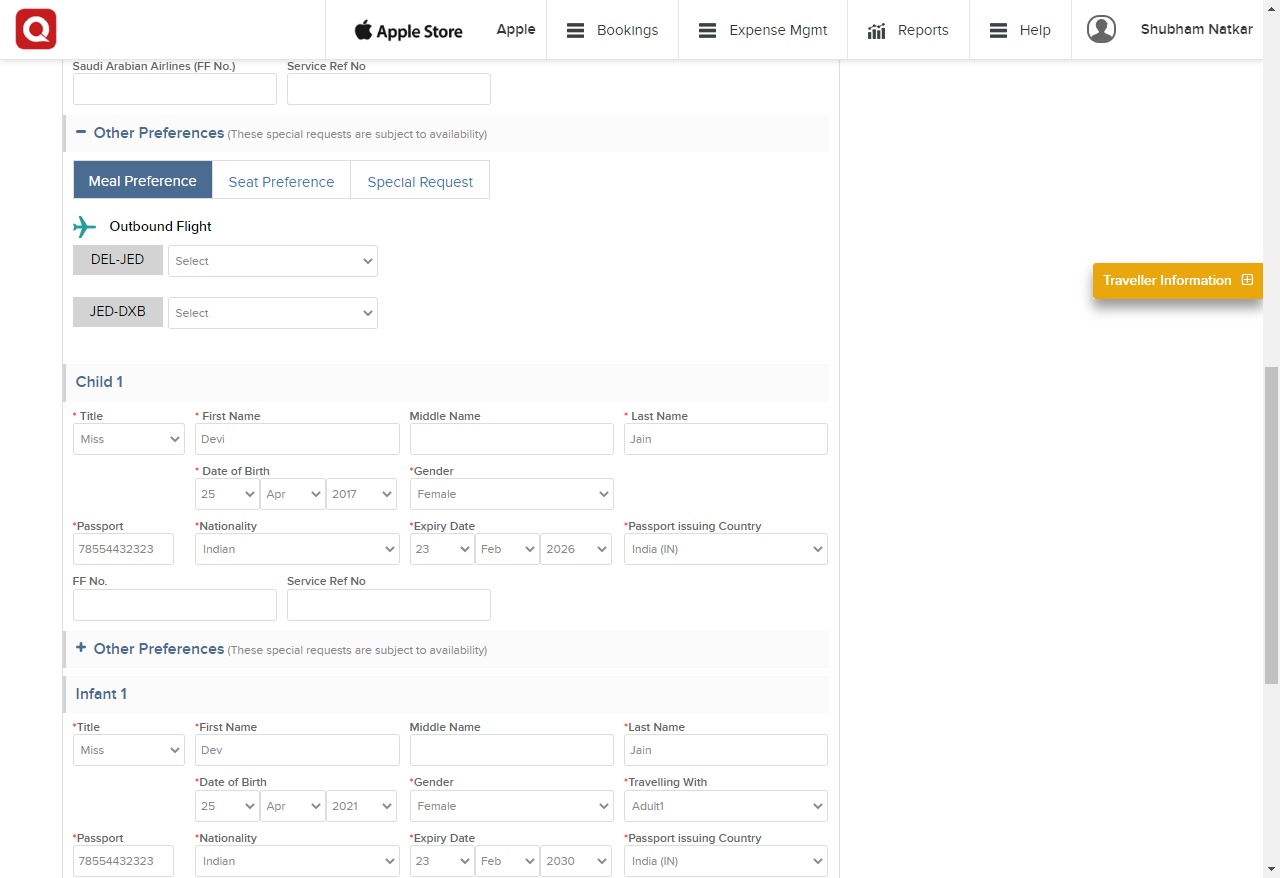 Apple Store Apple Bookings Expense Mgmt Reports Help Shubham Natkar
Saudi Arabian Airlines (FF No.) Service Ref No
Other Preferences (These special requests are subject to availability)
Meal Preference Seat Preference Special Request
Outbound Flight
DEL-JED Select
Traveller Information
JED-DXB Select
Child 1
* Title * First Name Middle Name * Last Name
Miss Devi Jain
* Date of Birth *Gender
25 Apr 2017 Female
*Passport *Nationality *Expiry Date *Passport issuing Country
78554432323 Indian 23 Feb 2026 India (IN)
FF No. Service Ref No
Other Preferences (These special requests are subject to availability)
Infant 1
*Title *First Name Middle Name *Last Name
Miss Dev Jain
*Date of Birth *Gender *Travelling With
25 Apr 2021 Female Adult1
*Passport *Nationality *Expiry Date *Passport issuing Country
78554432323 Indian 23 Feb 2030 India (IN)